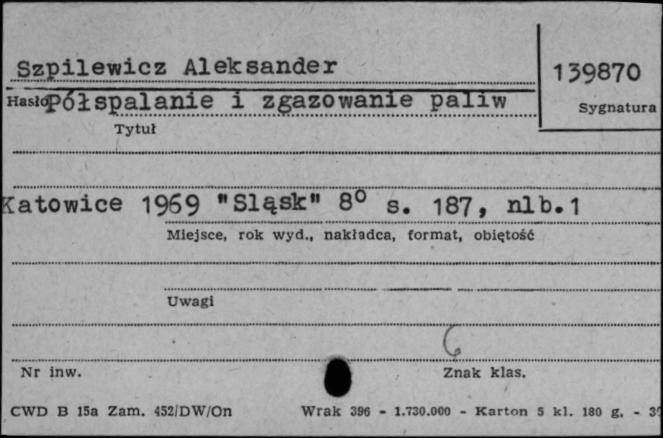 Szpilewicz Aleksander
139870
Hasło Półspalanie i zgazowanie paliw
Sygnatura
Tytuł
Katowice 1969 "Sląsk" 8° s. 187, nlb.1
Miejsce, rok wyd., nakładca, format, objętość
Uwagi
Nr inw.
Znak klas.
CWD B 15a Zam. 452/DW/On Wrak 396 - 1.730.000 - Karton 5 kl. 180 g. -